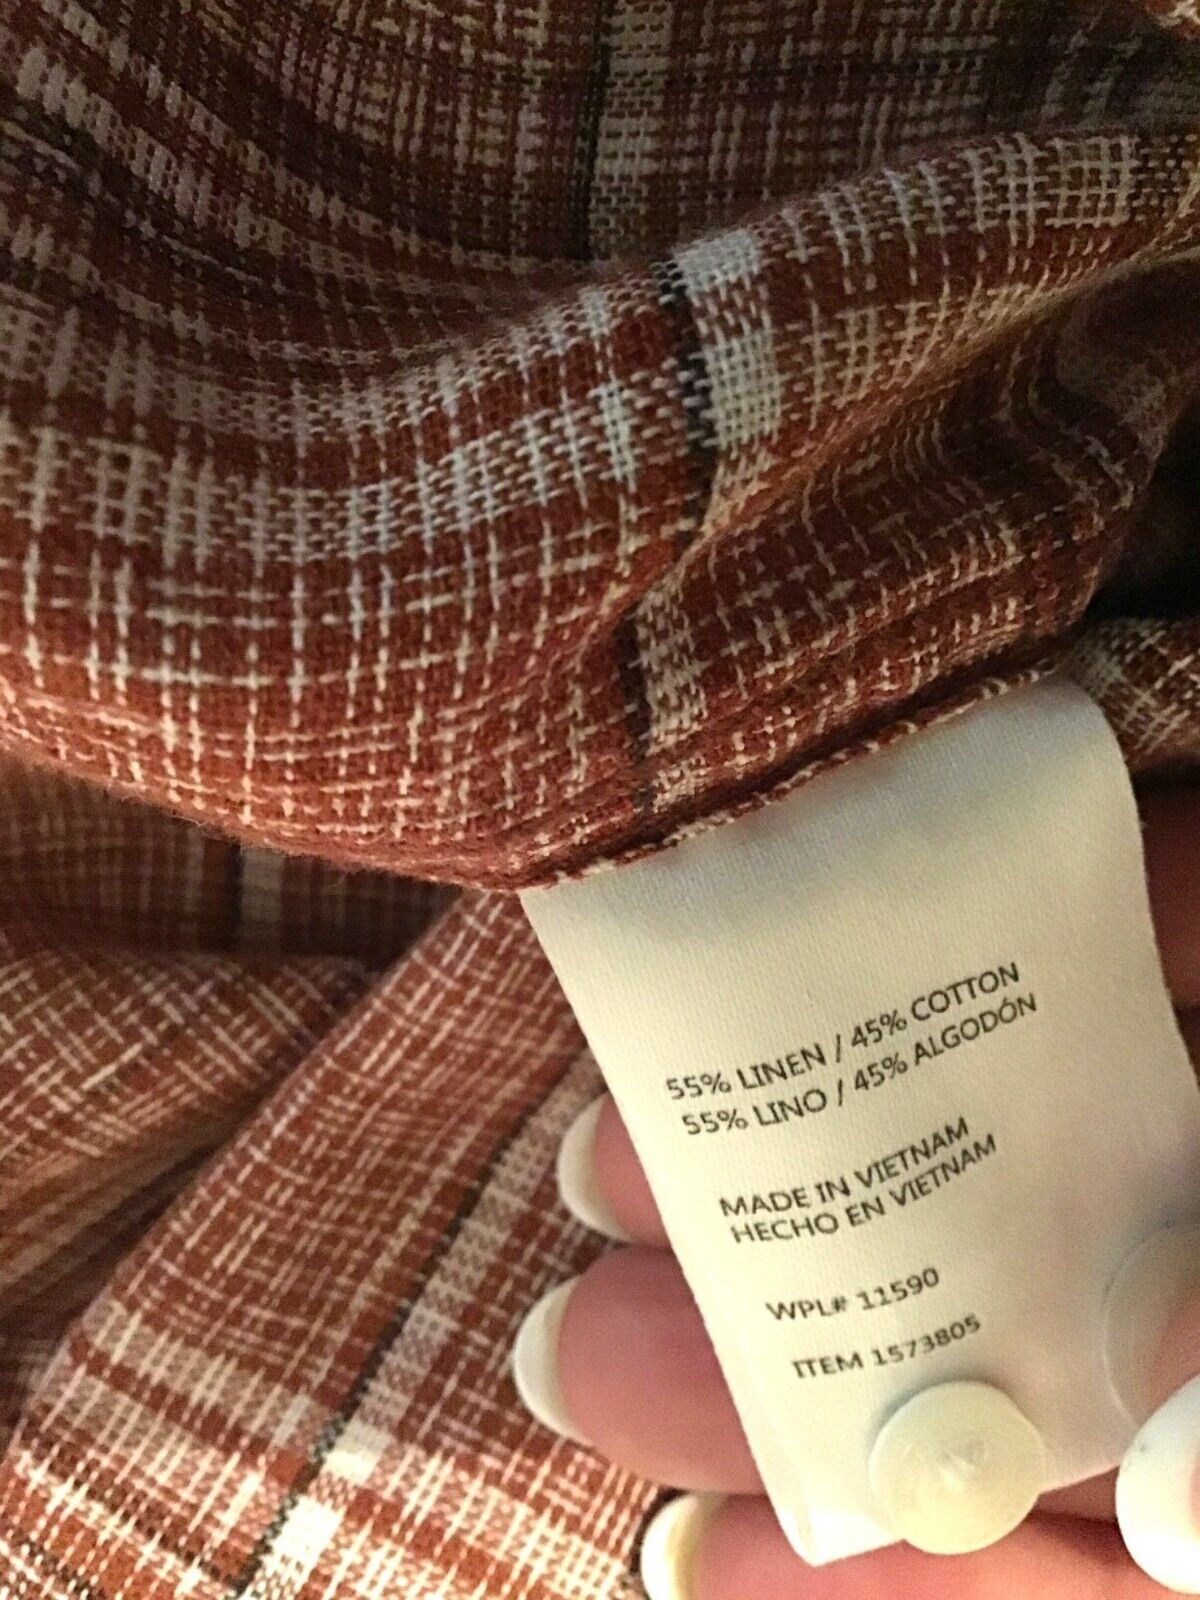 55% LINEN / 45% COTTON
55% LINO / 45% ALGODÓN
MADE IN VIETNAM
HECHO EN VIETNAM
WPL# 11590
ITEM 1573805